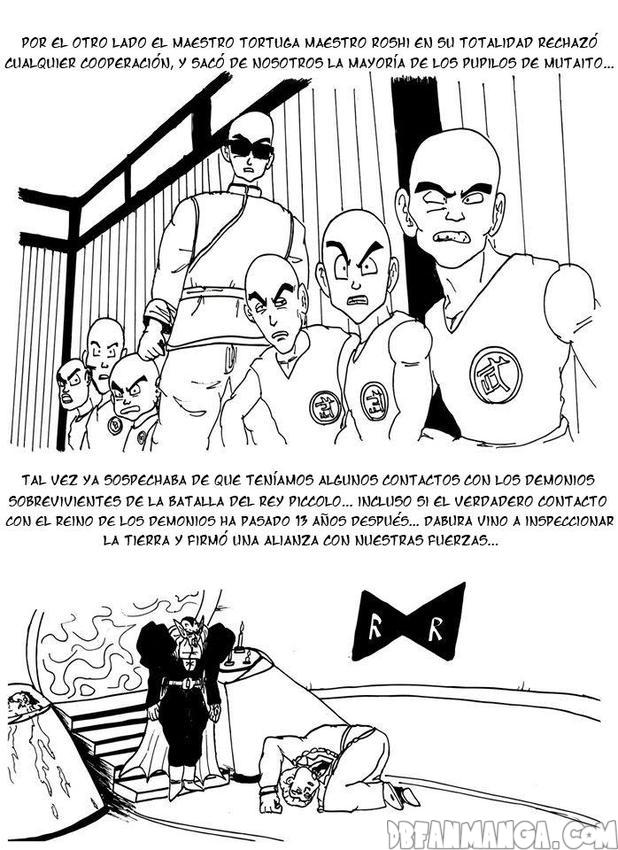 POR EL OTRO LADO EL MAESTRO TORTUGA MAESTRO ROSHI EN SU TOTALIDAD RECHAZÓ
CUALQUIER COOPERACIÓN, Y SACÓ DE NOSOTROS LA MAYORÍA DE LOS PUPILOS DE MUTAITO...
武
武
武
TAL VEZ YA SOSPECHABA DE QUE TENÍAMOS ALGUNOS CONTACTOS CON LOS DEMONIOS
SOBREVIVIENTES DE LA BATALLA DEL REY PICCOLO... INCLUSO SI EL VERDADERO CONTACTO
CON EL REINO DE LOS DEMONIOS HA PASADO 13 AÑOS DESPUÉS... DABURA VINO A INSPECCIONAR
LA TIERRA Y FIRMÓ UNA ALIANZA CON NUESTRAS FUERZAS...
R R
DBFANMANGA.COM